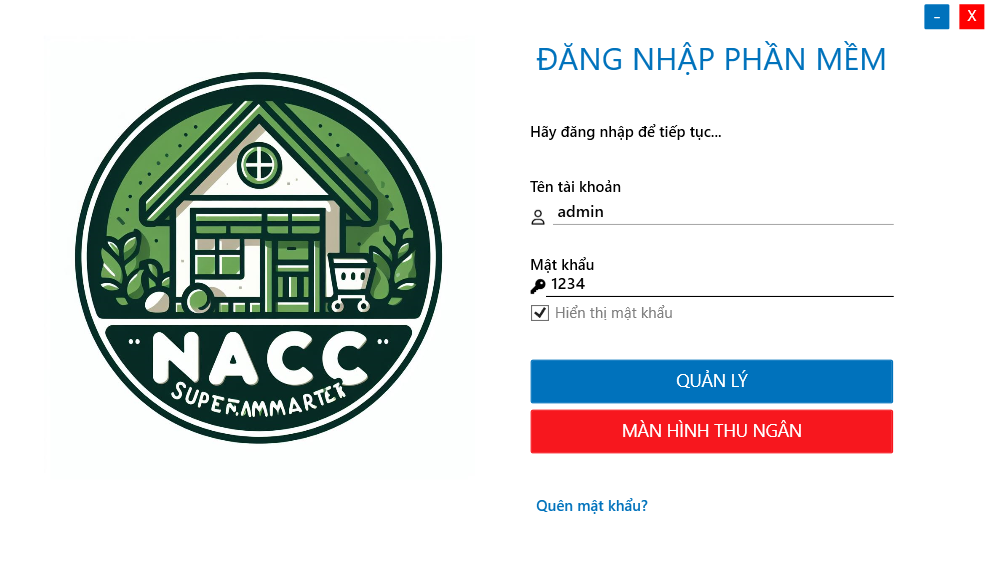 –
X
ĐĂNG NHẬP PHẦN MỀM
Hãy đăng nhập để tiếp tục...
Tên tài khoản
admin
Mật khẩu
1234
Hiển thị mật khẩu
QUẢN LÝ
MÀN HÌNH THU NGÂN
Quên mật khẩu?
NACC